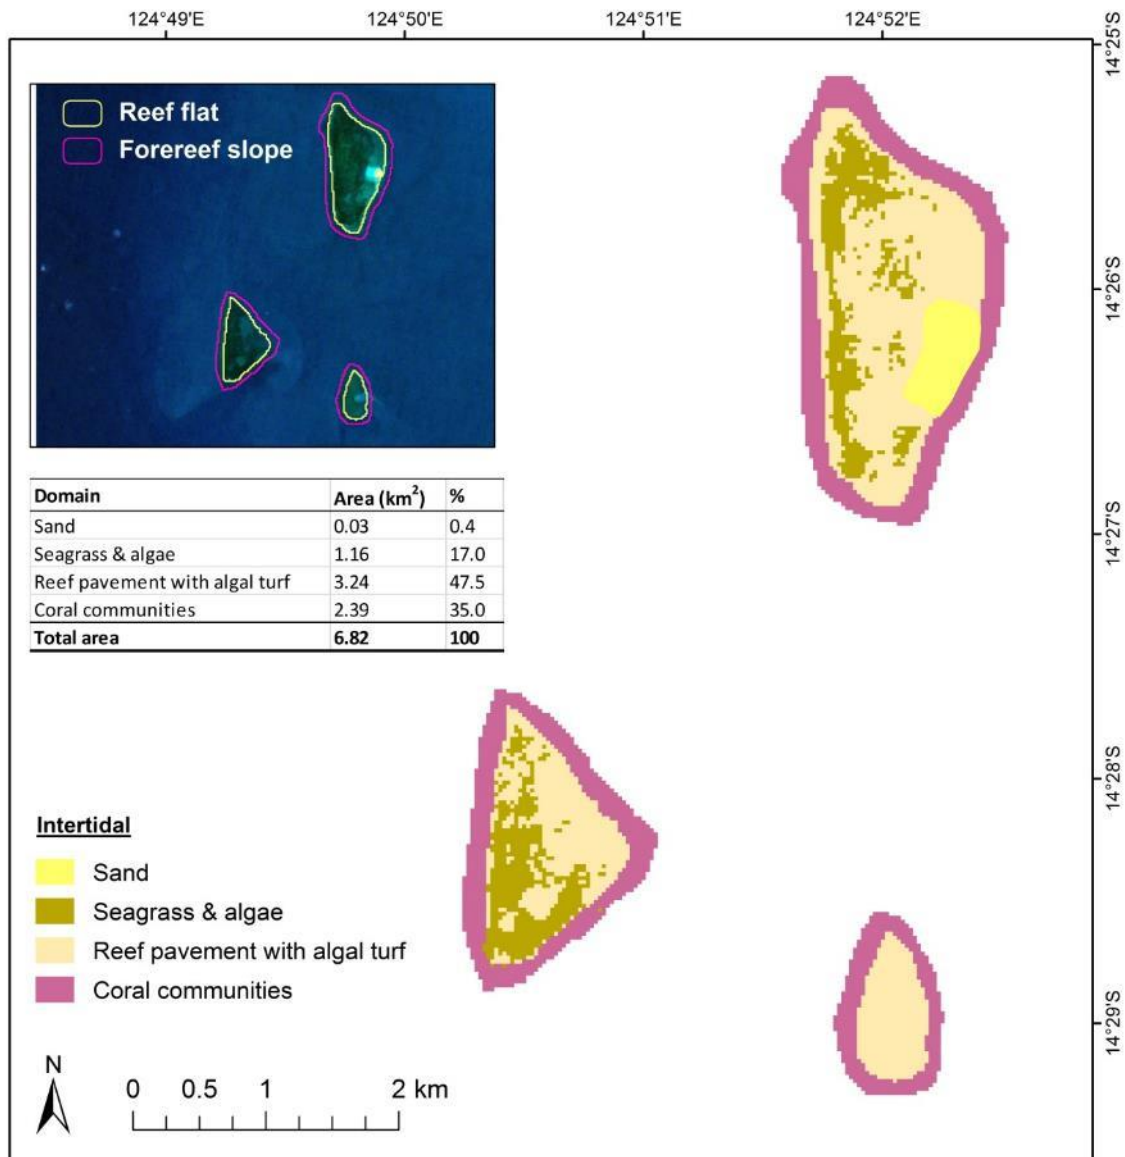 124°49'E 124°50'E 124°51'E 124°52'E
14°25'S
Reef flat
Forereef slope
14°26'S
14°27'S
Domain Area (km²) %
Sand 0.03 0.4
Seagrass & algae 1.16 17.0
Reef pavement with algal turf 3.24 47.5
Coral communities 2.39 35.0
Total area 6.82 100
14°28'S
Intertidal
Sand
Seagrass & algae
Reef pavement with algal turf
Coral communities
14°29'S
N
0 0.5 1 2 km